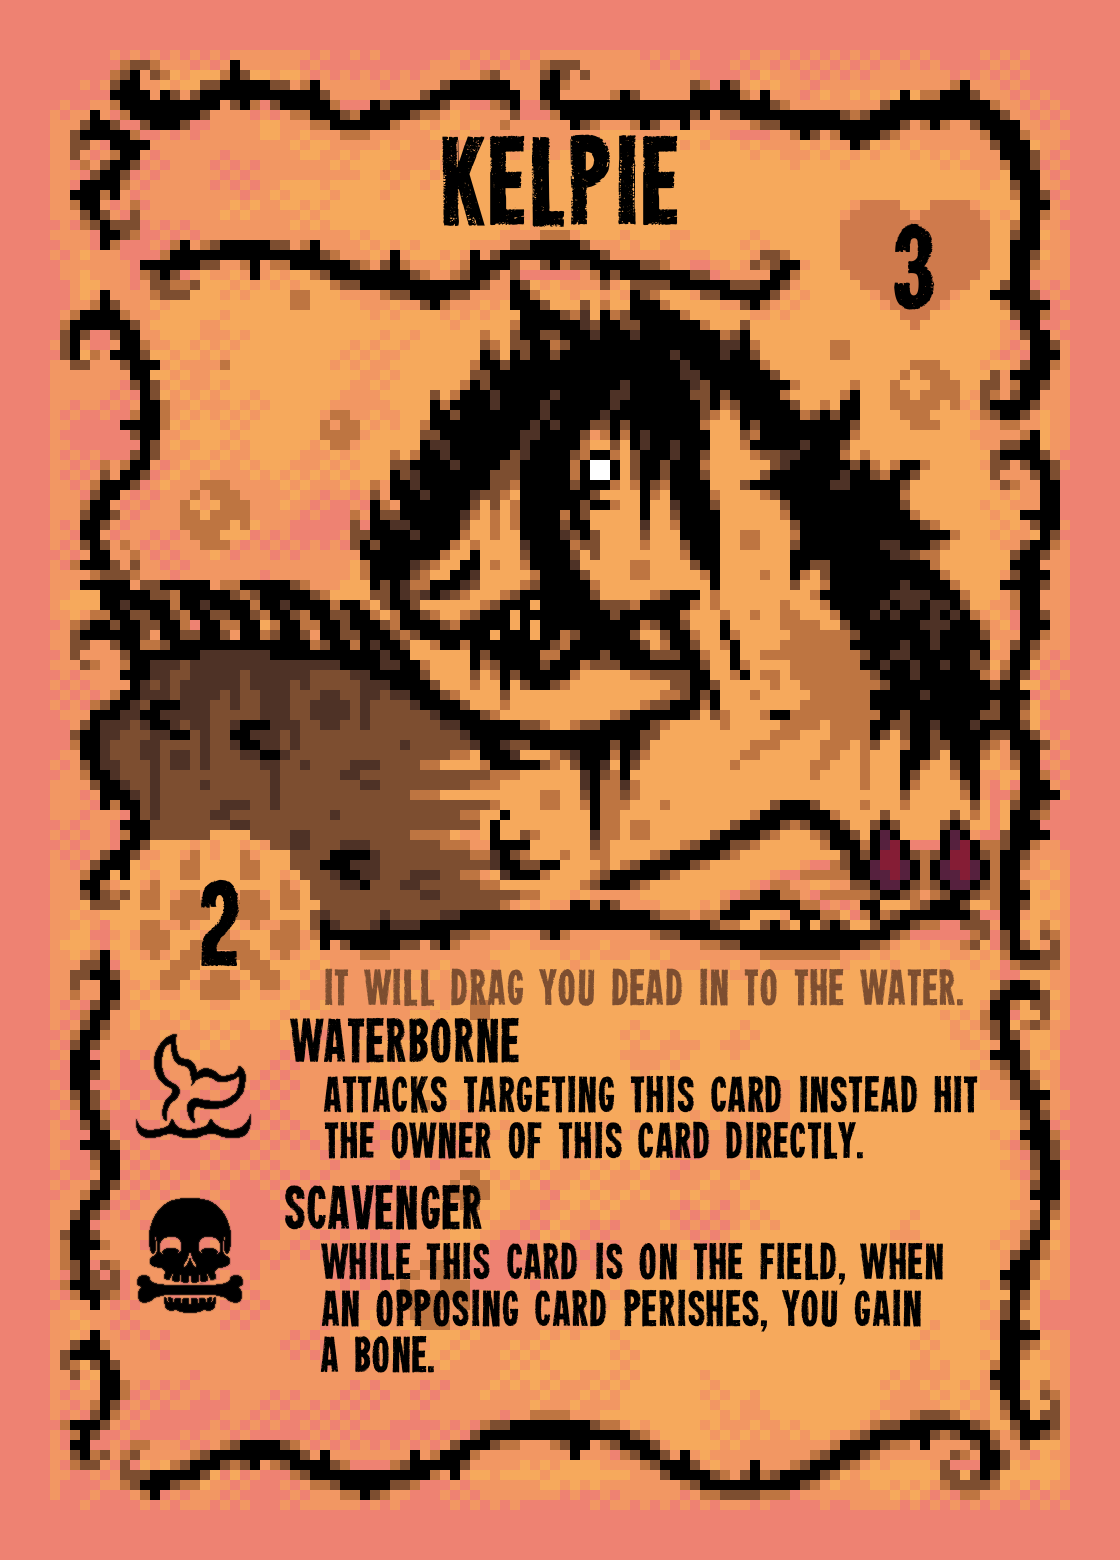 KELPIE
3
2
IT WILL DRAG YOU DEAD IN TO THE WATER.
WATERBORNE
ATTACKS TARGETING THIS CARD INSTEAD HIT
THE OWNER OF THIS CARD DIRECTLY.
SCAVENGER
WHILE THIS CARD IS ON THE FIELD, WHEN
AN OPPOSING CARD PERISHES, YOU GAIN
A BONE.